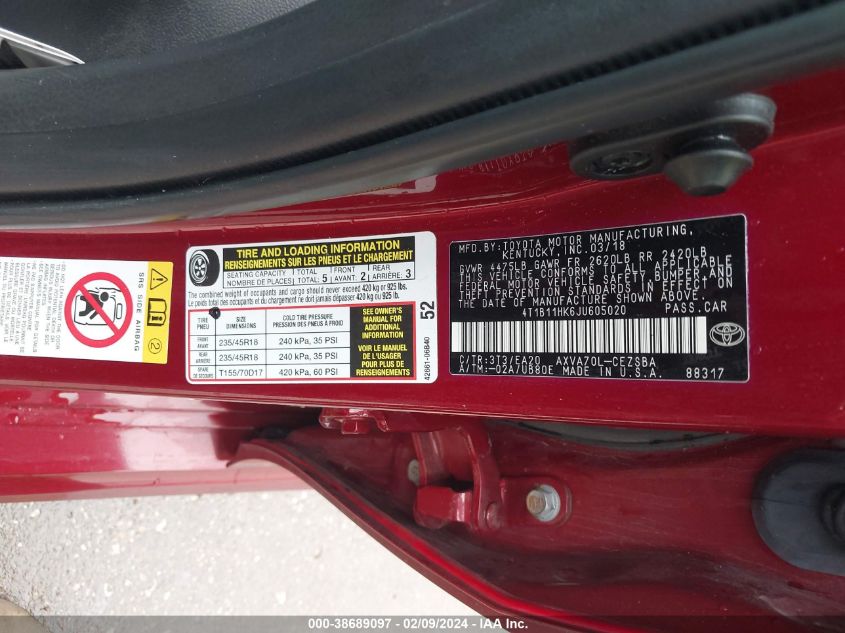 SRS SIDE AIRBAG
2
TIRE AND LOADING INFORMATION
RENSEIGNEMENTS SUR LES PNEUS ET LE CHARGEMENT
SEATING CAPACITY
NOMBRE DE PLACES
TOTAL
TOTAL: 5
FRONT
AVANT: 2
REAR
ARRIÈRE: 3
The combined weight of occupants and cargo should never exceed 420 kg or 925 lbs.
Le poids total des occupants et du chargement ne doit jamais dépasser 420 kg ou 925 lb.
TIRE
PNEU
SIZE
DIMENSIONS
COLD TIRE PRESSURE
PRESSION DES PNEUS À FROID
FRONT
AVANT
235/45R18
240 kPa, 35 PSI
REAR
ARRIÈRE
235/45R18
240 kPa, 35 PSI
SPARE
DE SECOURS
T155/70D17
420 kPa, 60 PSI
SEE OWNER'S
MANUAL FOR
ADDITIONAL
INFORMATION
VOIR LE MANUEL
DE L'USAGER
POUR PLUS DE
RENSEIGNEMENTS
52
42661-06B40
MFD.BY:TOYOTA MOTOR MANUFACTURING,
KENTUCKY, INC.03/18
GVWR 4475LB GAWR FR 2620LB RR 2420LB
THIS VEHICLE CONFORMS TO ALL APPLICABLE
FEDERAL MOTOR VEHICLE SAFETY, BUMPER, AND
THEFT PREVENTION STANDARDS IN EFFECT ON
THE DATE OF MANUFACTURE SHOWN ABOVE.
4T1B11HK6JU605020 PASS.CAR
C/TR:3T3/EA20 AXVA70L-CEZSBA
A/TM:-02A/UB80E MADE IN U.S.A. 88317
TOYOTA
000-38689097 - 02/09/2024 - IAA Inc.